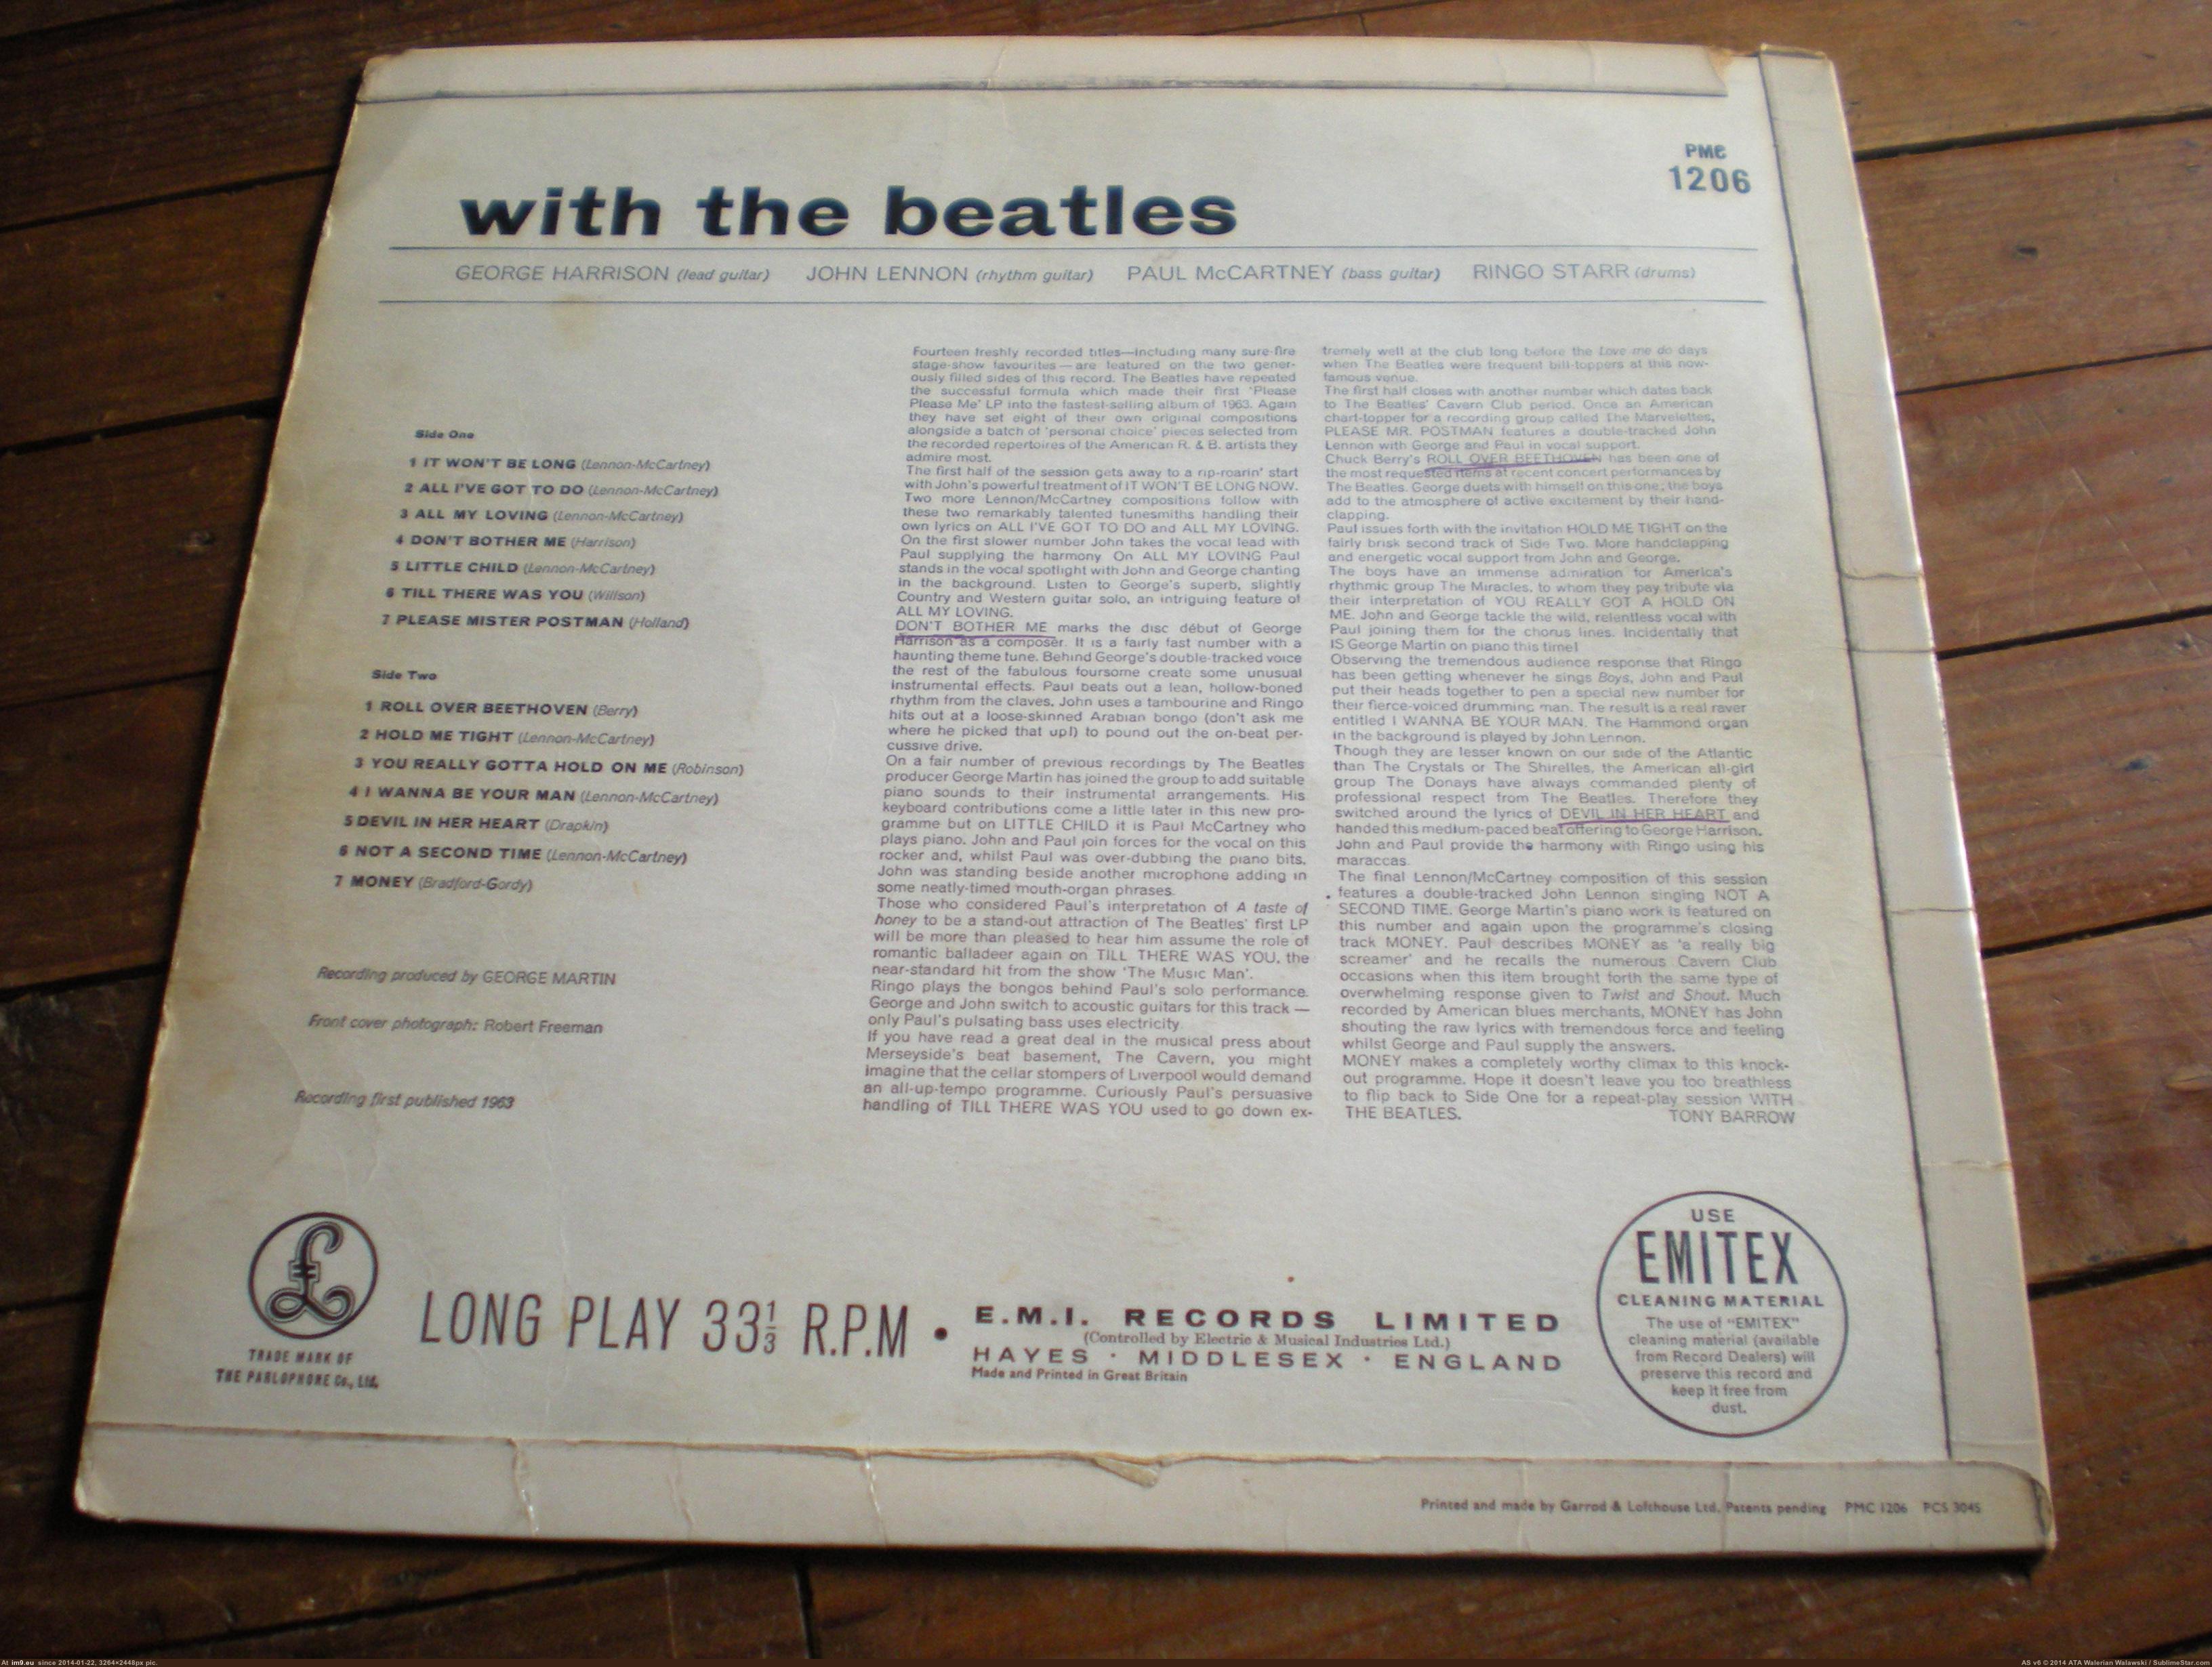 PMC
1206
with the beatles
GEORGE HARRISON (lead guitar) JOHN LENNON (rhythm guitar) PAUL McCARTNEY (bass guitar) RINGO STARR (drums)
Side One
1 IT WON'T BE LONG (Lennon-McCartney)
2 ALL I'VE GOT TO DO (Lennon-McCartney)
3 ALL MY LOVING (Lennon-McCartney)
4 DON'T BOTHER ME (Harrison)
5 LITTLE CHILD (Lennon-McCartney)
6 TILL THERE WAS YOU (Willson)
7 PLEASE MISTER POSTMAN (Holland)
Side Two
1 ROLL OVER BEETHOVEN (Berry)
2 HOLD ME TIGHT (Lennon-McCartney)
3 YOU REALLY GOTTA HOLD ON ME (Robinson)
4 I WANNA BE YOUR MAN (Lennon-McCartney)
5 DEVIL IN HER HEART (Drapkin)
6 NOT A SECOND TIME (Lennon-McCartney)
7 MONEY (Bradford-Gordy)
Recording produced by GEORGE MARTIN
Front cover photograph: Robert Freeman
Recording first published 1963
Fourteen freshly recorded titles—including many sure-fire
stage-show favourites — are featured on the two gener-
ously filled sides of this record. The Beatles have repeated
the successful formula which made their first 'Please
Please Me' LP into the fastest-selling album of 1963. Again
they have set eight of their own original compositions
alongside a batch of 'personal choice' pieces selected from
the recorded repertoires of the American R. & B. artists they
admire most.
The first half of the session gets away to a rip-roarin' start
with John's powerful treatment of IT WON'T BE LONG NOW.
Two more Lennon/McCartney compositions follow with
these two remarkably talented tunesmiths handling their
own lyrics on ALL I'VE GOT TO DO and ALL MY LOVING.
On the first slower number John takes the vocal lead with
Paul supplying the harmony. On ALL MY LOVING Paul
stands in the vocal spotlight with John and George chanting
in the background. Listen to George's superb, slightly
Country and Western guitar solo, an intriguing feature of
ALL MY LOVING.
DON'T BOTHER ME marks the disc début of George
Harrison as a composer. It is a fairly fast number with a
haunting theme tune. Behind George's double-tracked voice
the rest of the fabulous foursome create some unusual
instrumental effects. Paul beats out a lean, hollow-boned
rhythm from the claves, John uses a tambourine and Ringo
hits out at a loose-skinned Arabian bongo (don't ask me
where he picked that up!) to pound out the on-beat per-
cussive drive.
On a fair number of previous recordings by The Beatles
producer George Martin has joined the group to add suitable
piano sounds to their instrumental arrangements. His
keyboard contributions come a little later in this new pro-
gramme but on LITTLE CHILD it is Paul McCartney who
plays piano. John and Paul join forces for the vocal on this
rocker and, whilst Paul was over-dubbing the piano bits,
John was standing beside another microphone adding in
some neatly-timed mouth-organ phrases.
Those who considered Paul's interpretation of A taste of
honey to be a stand-out attraction of The Beatles' first LP
will be more than pleased to hear him assume the role of
romantic balladeer again on TILL THERE WAS YOU, the
near-standard hit from the show 'The Music Man'.
Ringo plays the bongos behind Paul's solo performance.
George and John switch to acoustic guitars for this track —
only Paul's pulsating bass uses electricity.
If you have read a great deal in the musical press about
Merseyside's beat basement, The Cavern, you might
imagine that the cellar stompers of Liverpool would demand
an all-up-tempo programme. Curiously Paul's persuasive
handling of TILL THERE WAS YOU used to go down ex-
tremely well at the club long before the Love me do days
when The Beatles were frequent bill-toppers at this now-
famous venue.
The first half closes with another number which dates back
to The Beatles' Cavern Club period. Once an American
chart-topper for a recording group called The Marvelettes,
PLEASE MR. POSTMAN features a double-tracked John
Lennon with George and Paul in vocal support.
Chuck Berry's ROLL OVER BEETHOVEN has been one of
the most requested items at recent concert performances by
The Beatles. George duets with himself on this one; the boys
add to the atmosphere of active excitement by their hand-
clapping.
Paul issues forth with the invitation HOLD ME TIGHT on the
fairly brisk second track of Side Two. More handclapping
and energetic vocal support from John and George.
The boys have an immense admiration for America's
rhythmic group The Miracles, to whom they pay tribute via
their interpretation of YOU REALLY GOT A HOLD ON
ME. John and George tackle the wild, relentless vocal with
Paul joining them for the chorus lines. Incidentally that
IS George Martin on piano this time!
Observing the tremendous audience response that Ringo
has been getting whenever he sings Boys, John and Paul
put their heads together to pen a special new number for
their fierce-voiced drumming man. The result is a real raver
entitled I WANNA BE YOUR MAN. The Hammond organ
in the background is played by John Lennon.
Though they are lesser known on our side of the Atlantic
than The Crystals or The Shirelles, the American all-girl
group The Donays have always commanded plenty of
professional respect from The Beatles. Therefore they
switched around the lyrics of DEVIL IN HER HEART and
handed this medium-paced beat offering to George Harrison.
John and Paul provide the harmony with Ringo using his
maraccas.
The final Lennon/McCartney composition of this session
features a double-tracked John Lennon singing NOT A
SECOND TIME. George Martin's piano work is featured on
this number and again upon the programme's closing
track MONEY. Paul describes MONEY as 'a really big
screamer' and he recalls the numerous Cavern Club
occasions when this item brought forth the same type of
overwhelming response given to Twist and Shout. Much
recorded by American blues merchants, MONEY has John
shouting the raw lyrics with tremendous force and feeling
whilst George and Paul supply the answers.
MONEY makes a completely worthy climax to this knock-
out programme. Hope it doesn't leave you too breathless
to flip back to Side One for a repeat-play session WITH
THE BEATLES. TONY BARROW
£
TRADE MARK OF
THE PARLOPHONE Co., Ltd.
LONG PLAY 33⅓ R.P.M •
E.M.I. RECORDS LIMITED
(Controlled by Electric & Musical Industries Ltd.)
HAYES · MIDDLESEX · ENGLAND
Made and Printed in Great Britain
USE
EMITEX
CLEANING MATERIAL
The use of "EMITEX"
cleaning material (available
from Record Dealers) will
preserve this record and
keep it free from
dust.
Printed and made by Garrod & Lofthouse Ltd. Patents pending PMC 1206 PCS 3045
At im9.eu since 2014-01-22, 3264×2448px pic.
AS v6 © 2014 ATA Walerian Walawski / SublimeStar.com